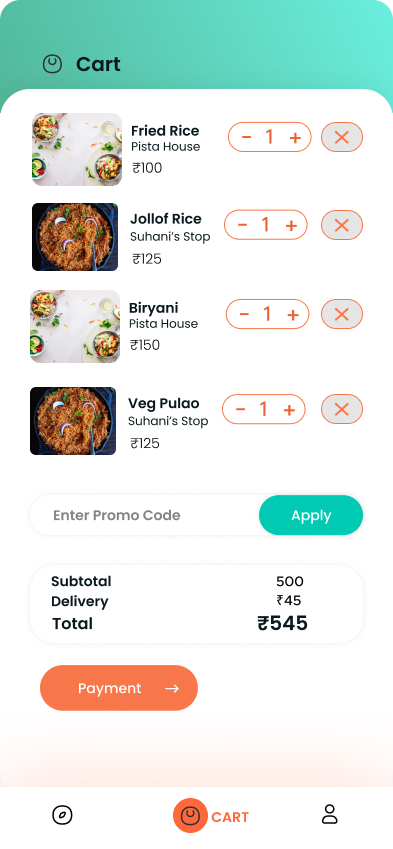 Cart
Fried Rice
Pista House
₹100
− 1 +
Jollof Rice
Suhani’s Stop
₹125
− 1 +
Biryani
Pista House
₹150
− 1 +
Veg Pulao
Suhani’s Stop
₹125
− 1 +
Enter Promo Code Apply
Subtotal 500
Delivery ₹45
Total ₹545
Payment →
CART